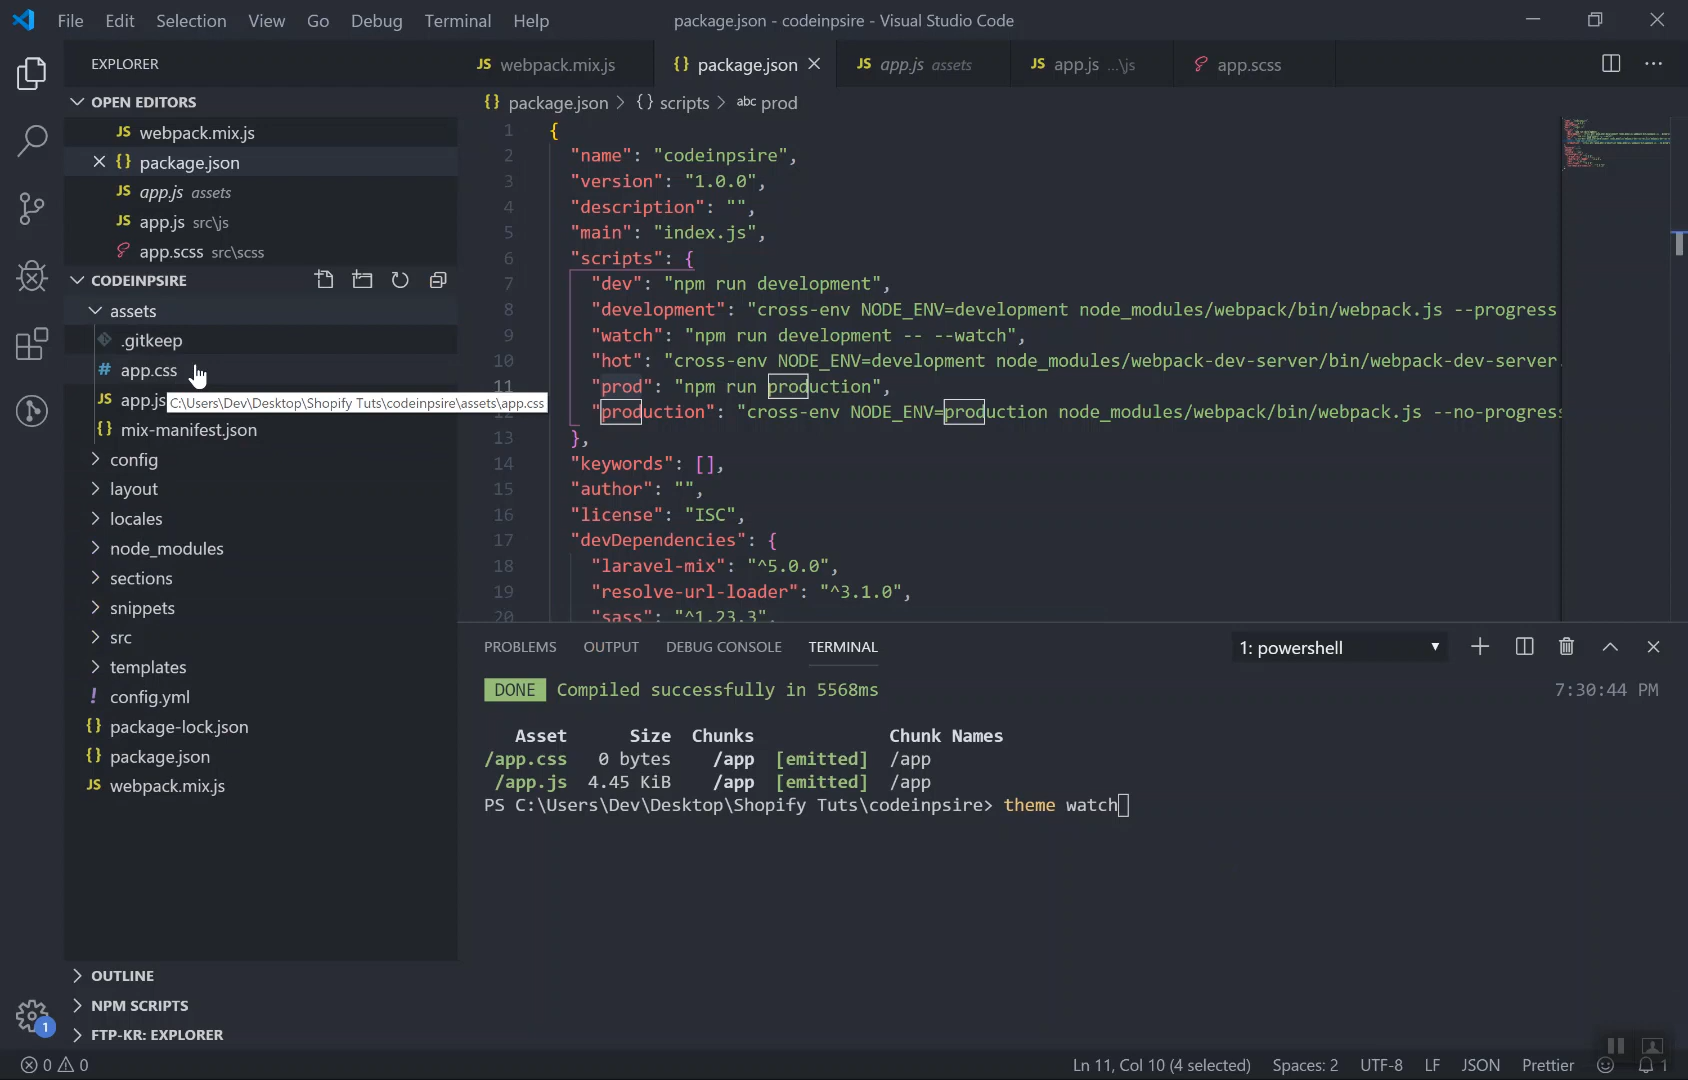 File Edit Selection View Go Debug Terminal Help package.json - codeinpsire - Visual Studio Code
EXPLORER
JS webpack.mix.js {} package.json JS app.js assets JS app.js ...\js app.scss
OPEN EDITORS
JS webpack.mix.js
{} package.json
JS app.js assets
JS app.js src\js
app.scss src\scss
CODEINPSIRE
assets
.gitkeep
# app.css
JS app.js
C:\Users\Dev\Desktop\Shopify Tuts\codeinpsire\assets\app.css
{} mix-manifest.json
config
layout
locales
node_modules
sections
snippets
src
templates
! config.yml
{} package-lock.json
{} package.json
JS webpack.mix.js
OUTLINE
NPM SCRIPTS
FTP-KR: EXPLORER
1
{} package.json > {} scripts > abc prod
1 {
2 "name": "codeinpsire",
3 "version": "1.0.0",
4 "description": "",
5 "main": "index.js",
6 "scripts": {
7 "dev": "npm run development",
8 "development": "cross-env NODE_ENV=development node_modules/webpack/bin/webpack.js --progress
9 "watch": "npm run development -- --watch",
10 "hot": "cross-env NODE_ENV=development node_modules/webpack-dev-server/bin/webpack-dev-server.
11 "prod": "npm run production",
"production": "cross-env NODE_ENV=production node_modules/webpack/bin/webpack.js --no-progress
13 },
14 "keywords": [],
15 "author": "",
16 "license": "ISC",
17 "devDependencies": {
18 "laravel-mix": "^5.0.0",
19 "resolve-url-loader": "^3.1.0",
20 "sass": "^1.23.3",
PROBLEMS OUTPUT DEBUG CONSOLE TERMINAL 1: powershell
DONE Compiled successfully in 5568ms 7:30:44 PM
Asset Size Chunks Chunk Names
/app.css 0 bytes /app [emitted] /app
/app.js 4.45 KiB /app [emitted] /app
PS C:\Users\Dev\Desktop\Shopify Tuts\codeinpsire> theme watch
0 0 Ln 11, Col 10 (4 selected) Spaces: 2 UTF-8 LF JSON Prettier 1